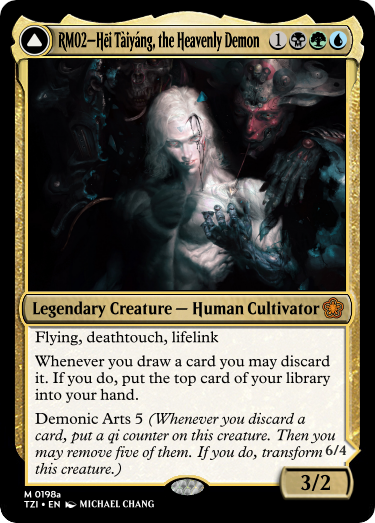 RM02–Hēi Tàiyáng, the Heavenly Demon 1
Legendary Creature — Human Cultivator
Flying, deathtouch, lifelink
Whenever you draw a card you may discard
it. If you do, put the top card of your library
into your hand.
Demonic Arts 5 (Whenever you discard a
card, put a qi counter on this creature. Then you
may remove five of them. If you do, transform
this creature.)
6/4
3/2
M 0198a
TZI • EN MICHAEL CHANG